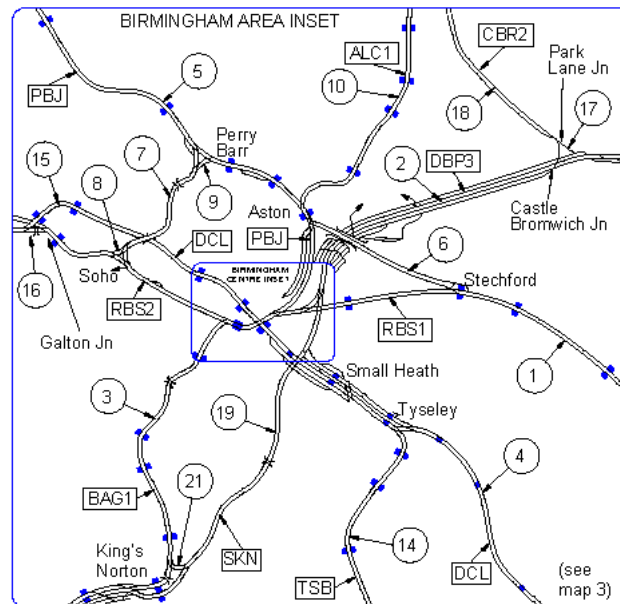 BIRMINGHAM AREA INSET
CBR2
ALC1
Park
Lane Jn
5
10
PBJ
18
17
Perry
Barr
15
7
2
DBP3
8
9
Aston
DCL
PBJ
Castle
Bromwich Jn
6
Soho
BIRMINGHAM
CENTRE INSET
Stechford
16
RBS2
RBS1
Galton Jn
1
Small Heath
3
19
Tyseley
4
BAG1
21
14
King's
Norton
SKN
TSB
DCL
(see
map 3)